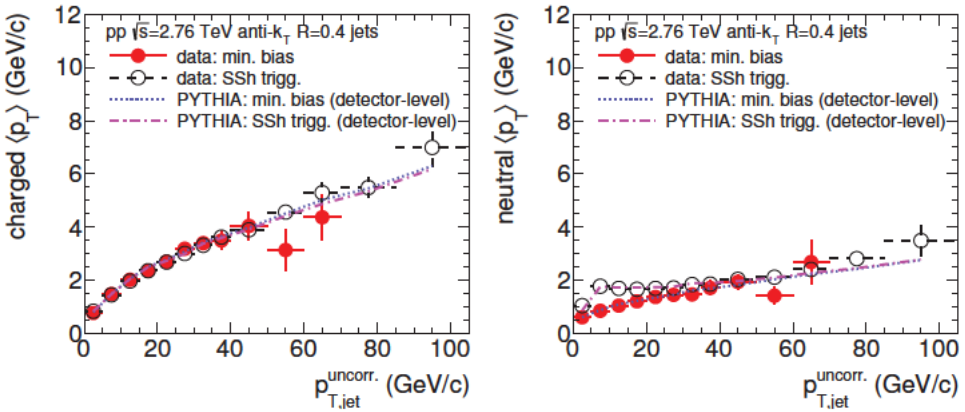 pp √s=2.76 TeV anti-kT R=0.4 jets
data: min. bias
data: SSh trigg.
PYTHIA: min. bias (detector-level)
PYTHIA: SSh trigg. (detector-level)
charged ⟨pT⟩ (GeV/c)
12
10
8
6
4
2
0
0 20 40 60 80 100
p_T,jet^uncorr. (GeV/c)
pp √s=2.76 TeV anti-kT R=0.4 jets
data: min. bias
data: SSh trigg.
PYTHIA: min. bias (detector-level)
PYTHIA: SSh trigg. (detector-level)
neutral ⟨pT⟩ (GeV/c)
12
10
8
6
4
2
0
0 20 40 60 80 100
p_T,jet^uncorr. (GeV/c)